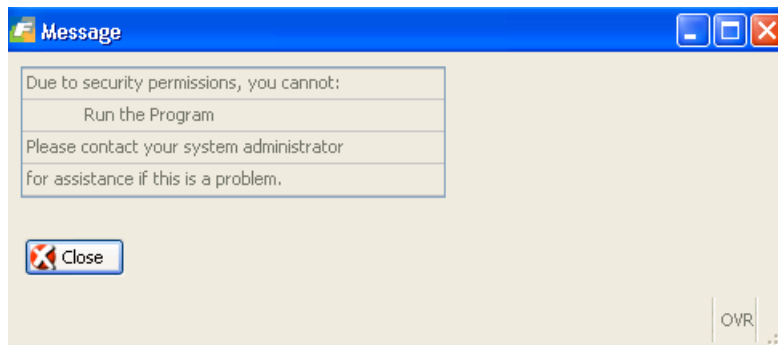 Message
Due to security permissions, you cannot:
Run the Program
Please contact your system administrator
for assistance if this is a problem.
Close
OVR